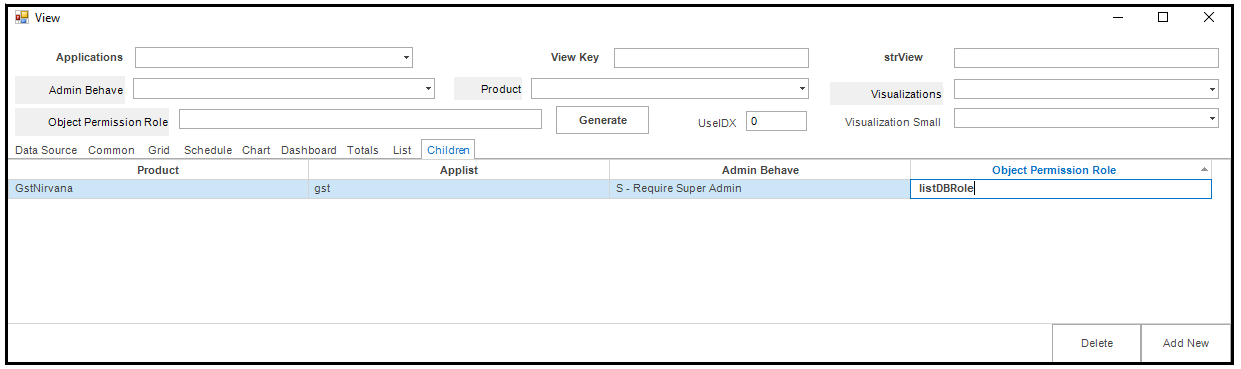 View
Applications View Key strView
Admin Behave Product Visualizations
Object Permission Role Generate UseIDX 0 Visualization Small
Data Source Common Grid Schedule Chart Dashboard Totals List Children
Product Applist Admin Behave Object Permission Role
GstNirvana gst S - Require Super Admin listDBRole
Delete Add New